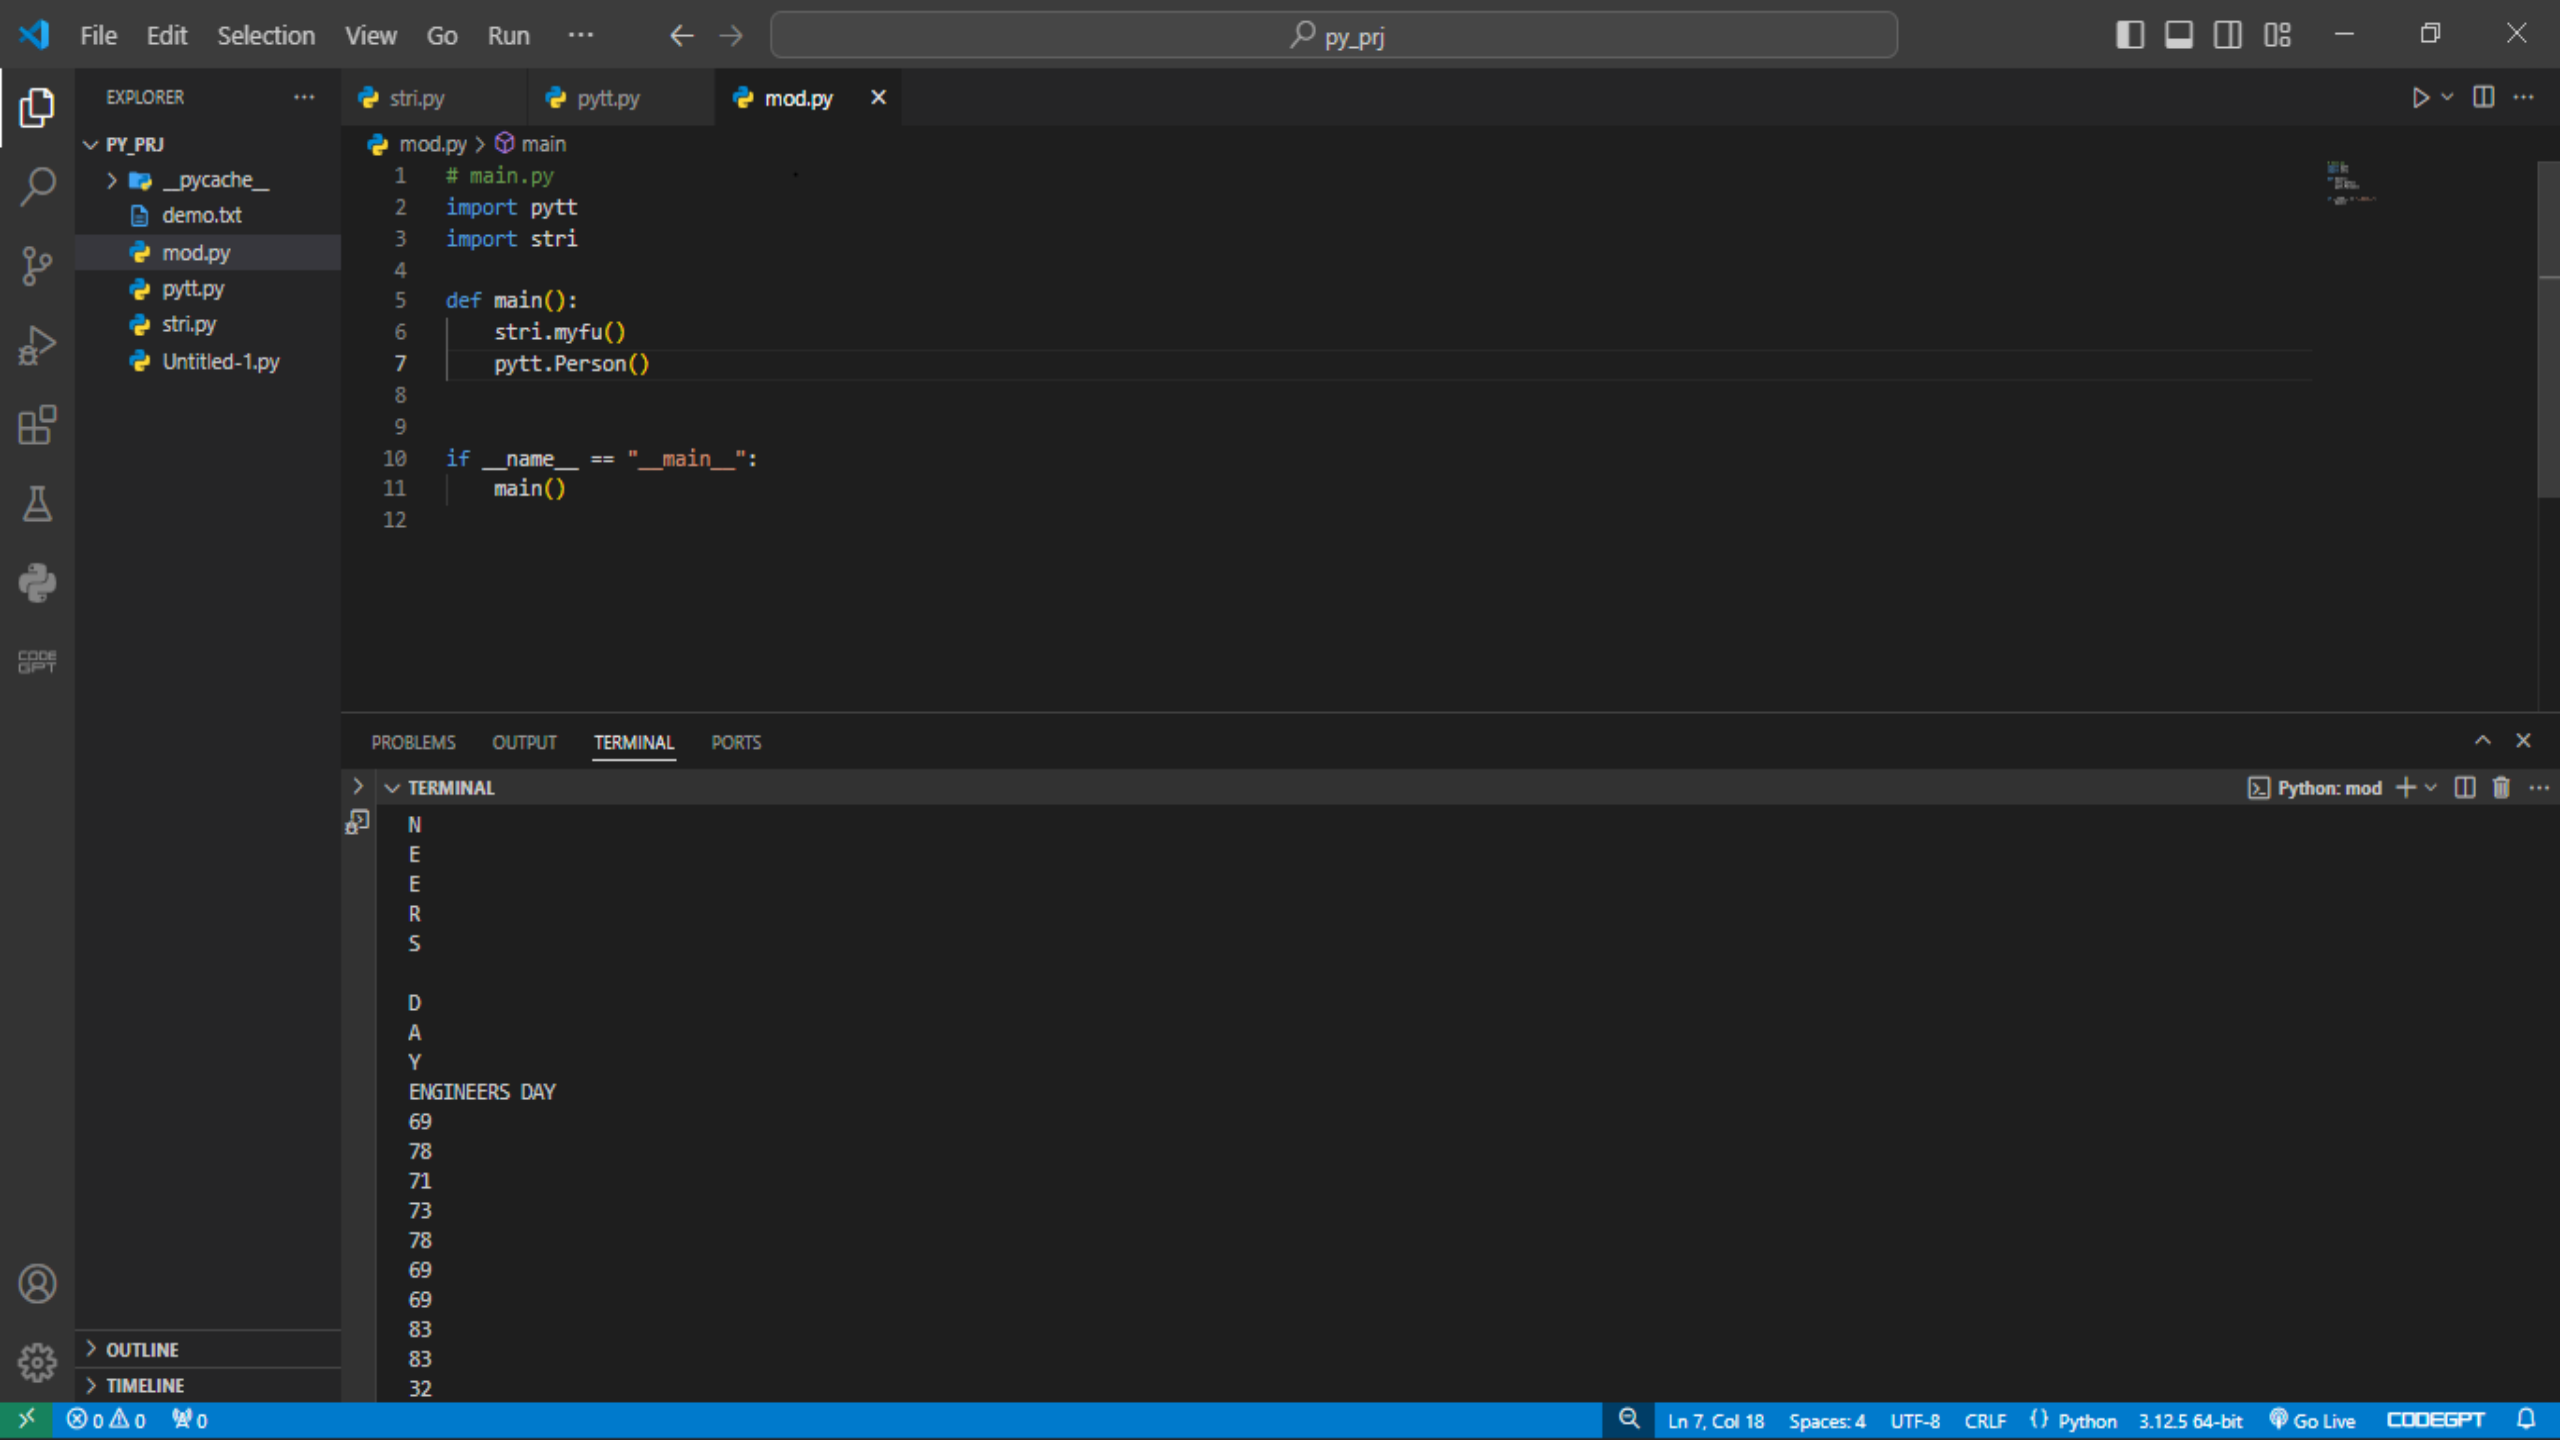 File Edit Selection View Go Run ··· py_prj
EXPLORER ···
PY_PRJ
__pycache__
demo.txt
mod.py
pytt.py
stri.py
Untitled-1.py
OUTLINE
TIMELINE
CODE
GPT
stri.py pytt.py mod.py
mod.py > main
1 # main.py
2 import pytt
3 import stri
4
5 def main():
6 stri.myfu()
7 pytt.Person()
8
9
10 if __name__ == "__main__":
11 main()
12
PROBLEMS OUTPUT TERMINAL PORTS
TERMINAL Python: mod
N
E
E
R
S
D
A
Y
ENGINEERS DAY
69
78
71
73
78
69
69
83
83
32
0 0 0 Ln 7, Col 18 Spaces: 4 UTF-8 CRLF {} Python 3.12.5 64-bit Go Live CODEGPT